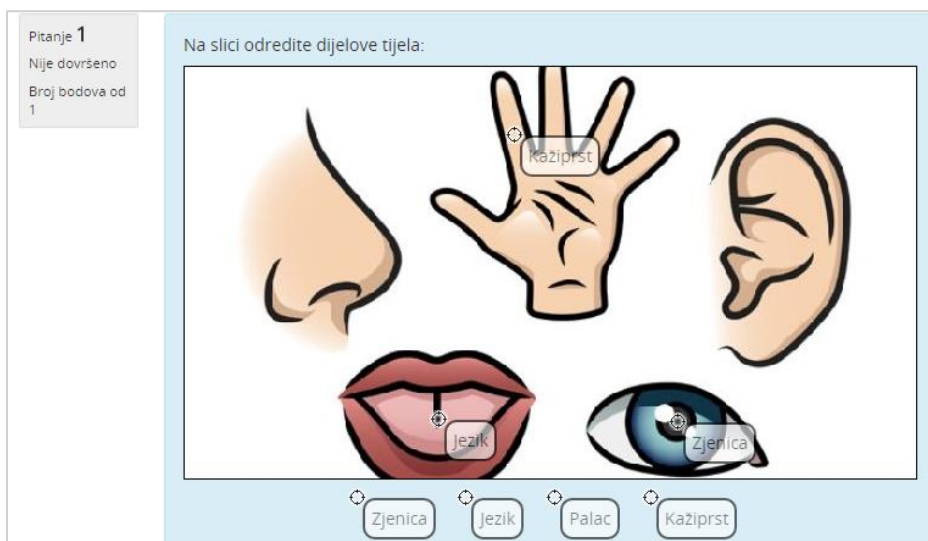 Pitanje 1
Nije dovršeno
Broj bodova od
1
Na slici odredite dijelove tijela:
Kažiprst
Jezik
Zjenica
Zjenica
Jezik
Palac
Kažiprst